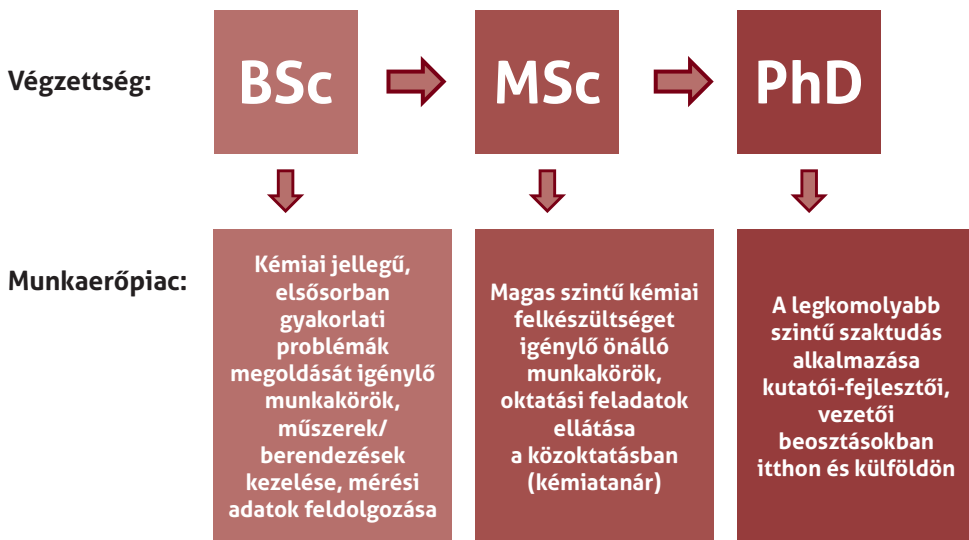 Végzettség:
BSc
MSc
PhD
Munkaerőpiac:
Kémiai jellegű,
elsősorban
gyakorlati
problémák
megoldását igénylő
munkakörök,
műszerek/
berendezések
kezelése, mérési
adatok feldolgozása
Magas szintű kémiai
felkészültséget
igénylő önálló
munkakörök,
oktatási feladatok
ellátása
a közoktatásban
(kémiatanár)
A legkomolyabb
szintű szaktudás
alkalmazása
kutatói-fejlesztői,
vezetői
beosztásokban
itthon és külföldön